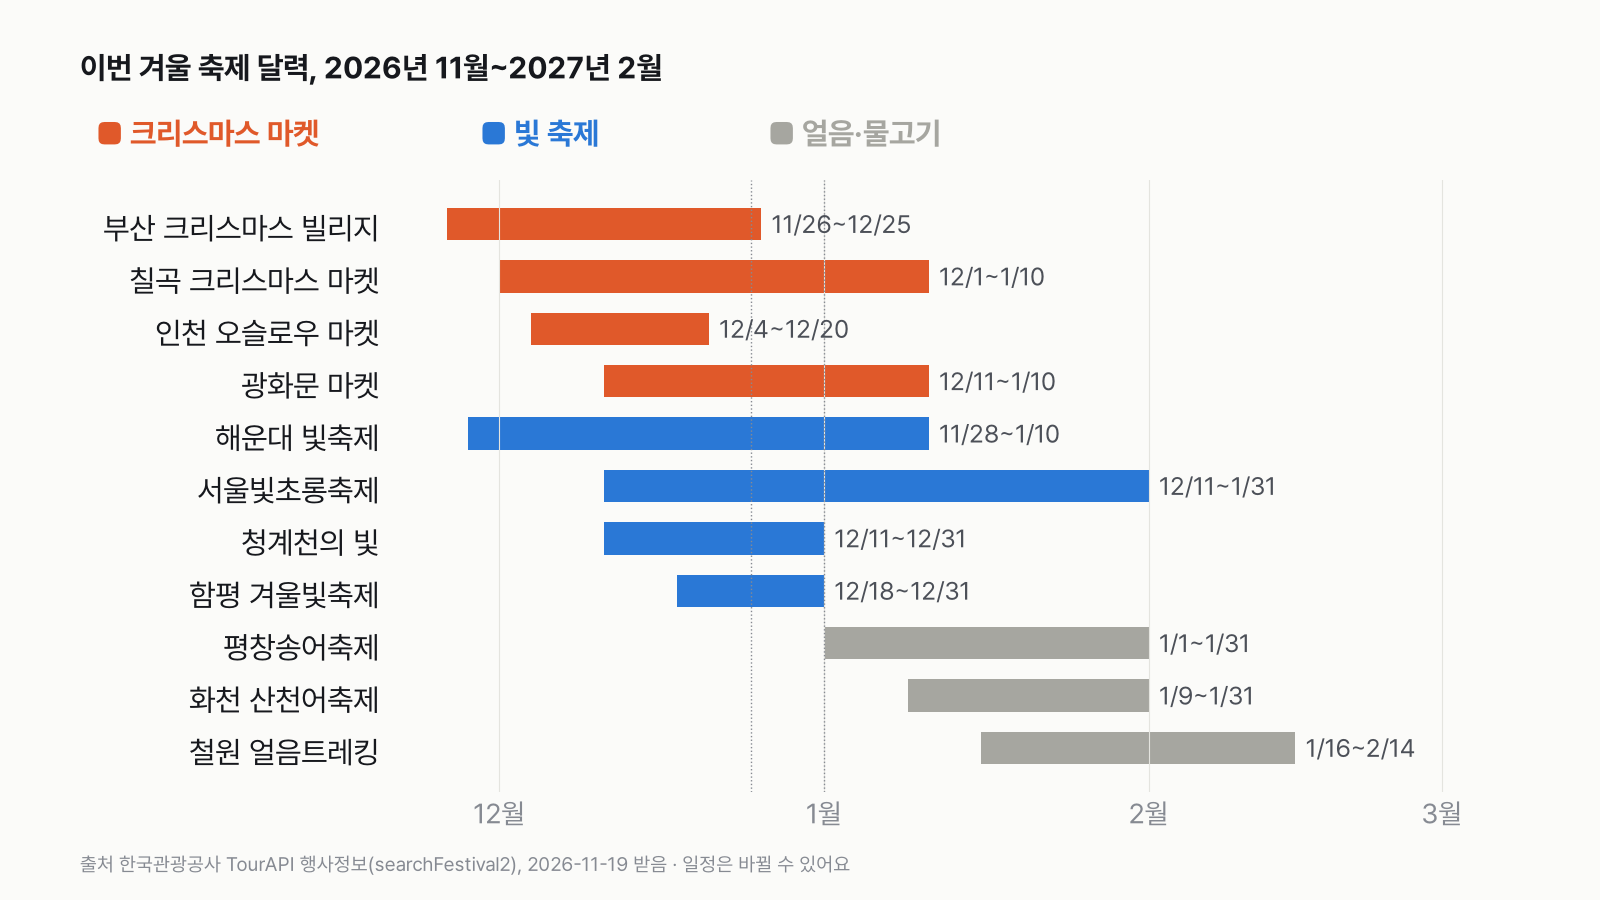 이번 겨울 축제 달력, 2026년 11월~2027년 2월
크리스마스 마켓
빛 축제
얼음·물고기
부산 크리스마스 빌리지 11/26~12/25
칠곡 크리스마스 마켓 12/1~1/10
인천 오슬로우 마켓 12/4~12/20
광화문 마켓 12/11~1/10
해운대 빛축제 11/28~1/10
서울빛초롱축제 12/11~1/31
청계천의 빛 12/11~12/31
함평 겨울빛축제 12/18~12/31
평창송어축제 1/1~1/31
화천 산천어축제 1/9~1/31
철원 얼음트레킹 1/16~2/14
12월 1월 2월 3월
출처 한국관광공사 TourAPI 행사정보(searchFestival2), 2026-11-19 받음 · 일정은 바뀔 수 있어요